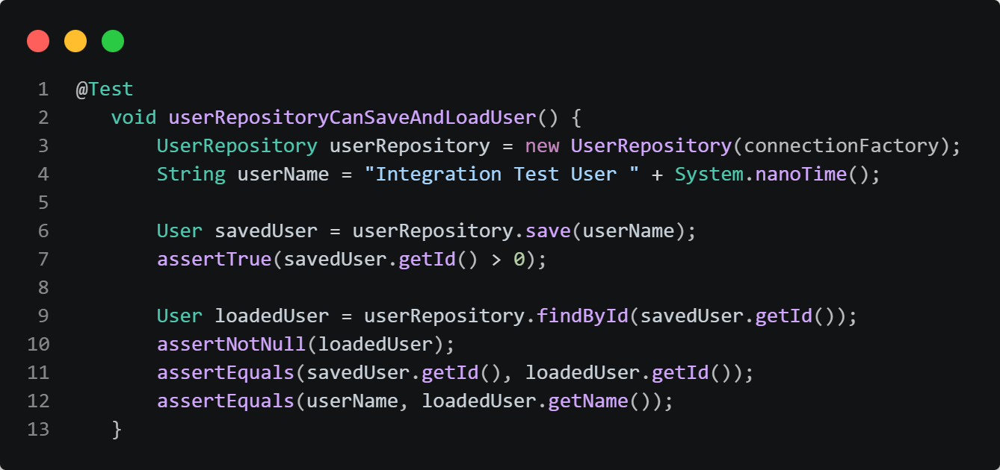 1 @Test
2 void userRepositoryCanSaveAndLoadUser() {
3 UserRepository userRepository = new UserRepository(connectionFactory);
4 String userName = "Integration Test User " + System.nanoTime();
5
6 User savedUser = userRepository.save(userName);
7 assertTrue(savedUser.getId() > 0);
8
9 User loadedUser = userRepository.findById(savedUser.getId());
10 assertNotNull(loadedUser);
11 assertEquals(savedUser.getId(), loadedUser.getId());
12 assertEquals(userName, loadedUser.getName());
13 }